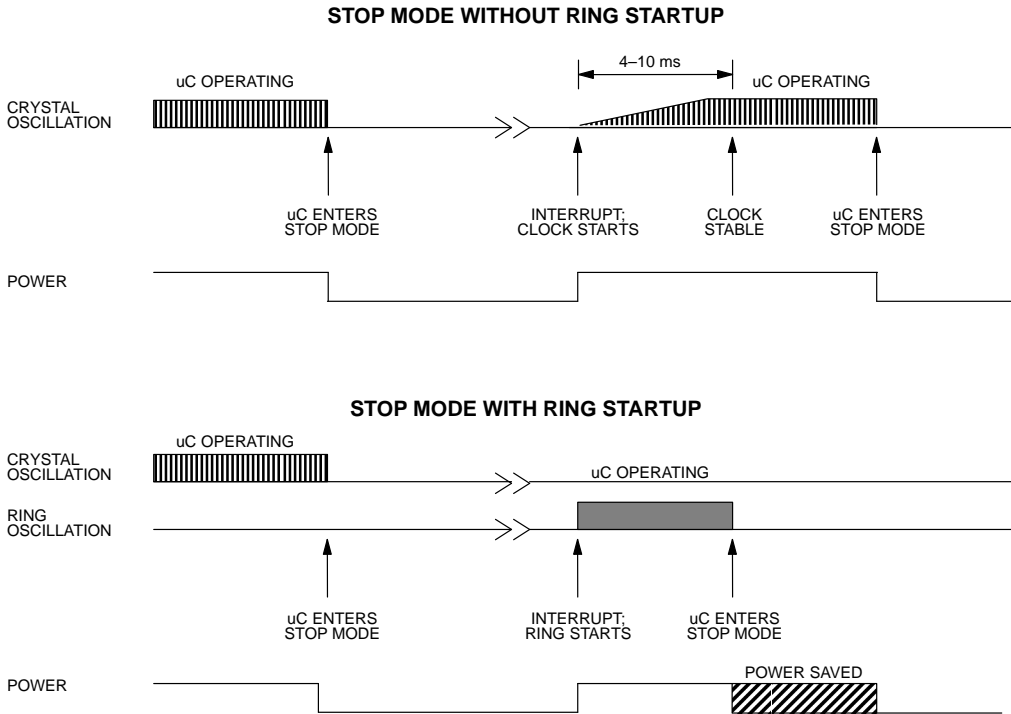 STOP MODE WITHOUT RING STARTUP
4–10 ms
uC OPERATING
uC OPERATING
CRYSTAL
OSCILLATION
uC ENTERS
STOP MODE
INTERRUPT;
CLOCK STARTS
CLOCK
STABLE
uC ENTERS
STOP MODE
POWER
STOP MODE WITH RING STARTUP
uC OPERATING
CRYSTAL
OSCILLATION
uC OPERATING
RING
OSCILLATION
uC ENTERS
STOP MODE
INTERRUPT;
RING STARTS
uC ENTERS
STOP MODE
POWER SAVED
POWER